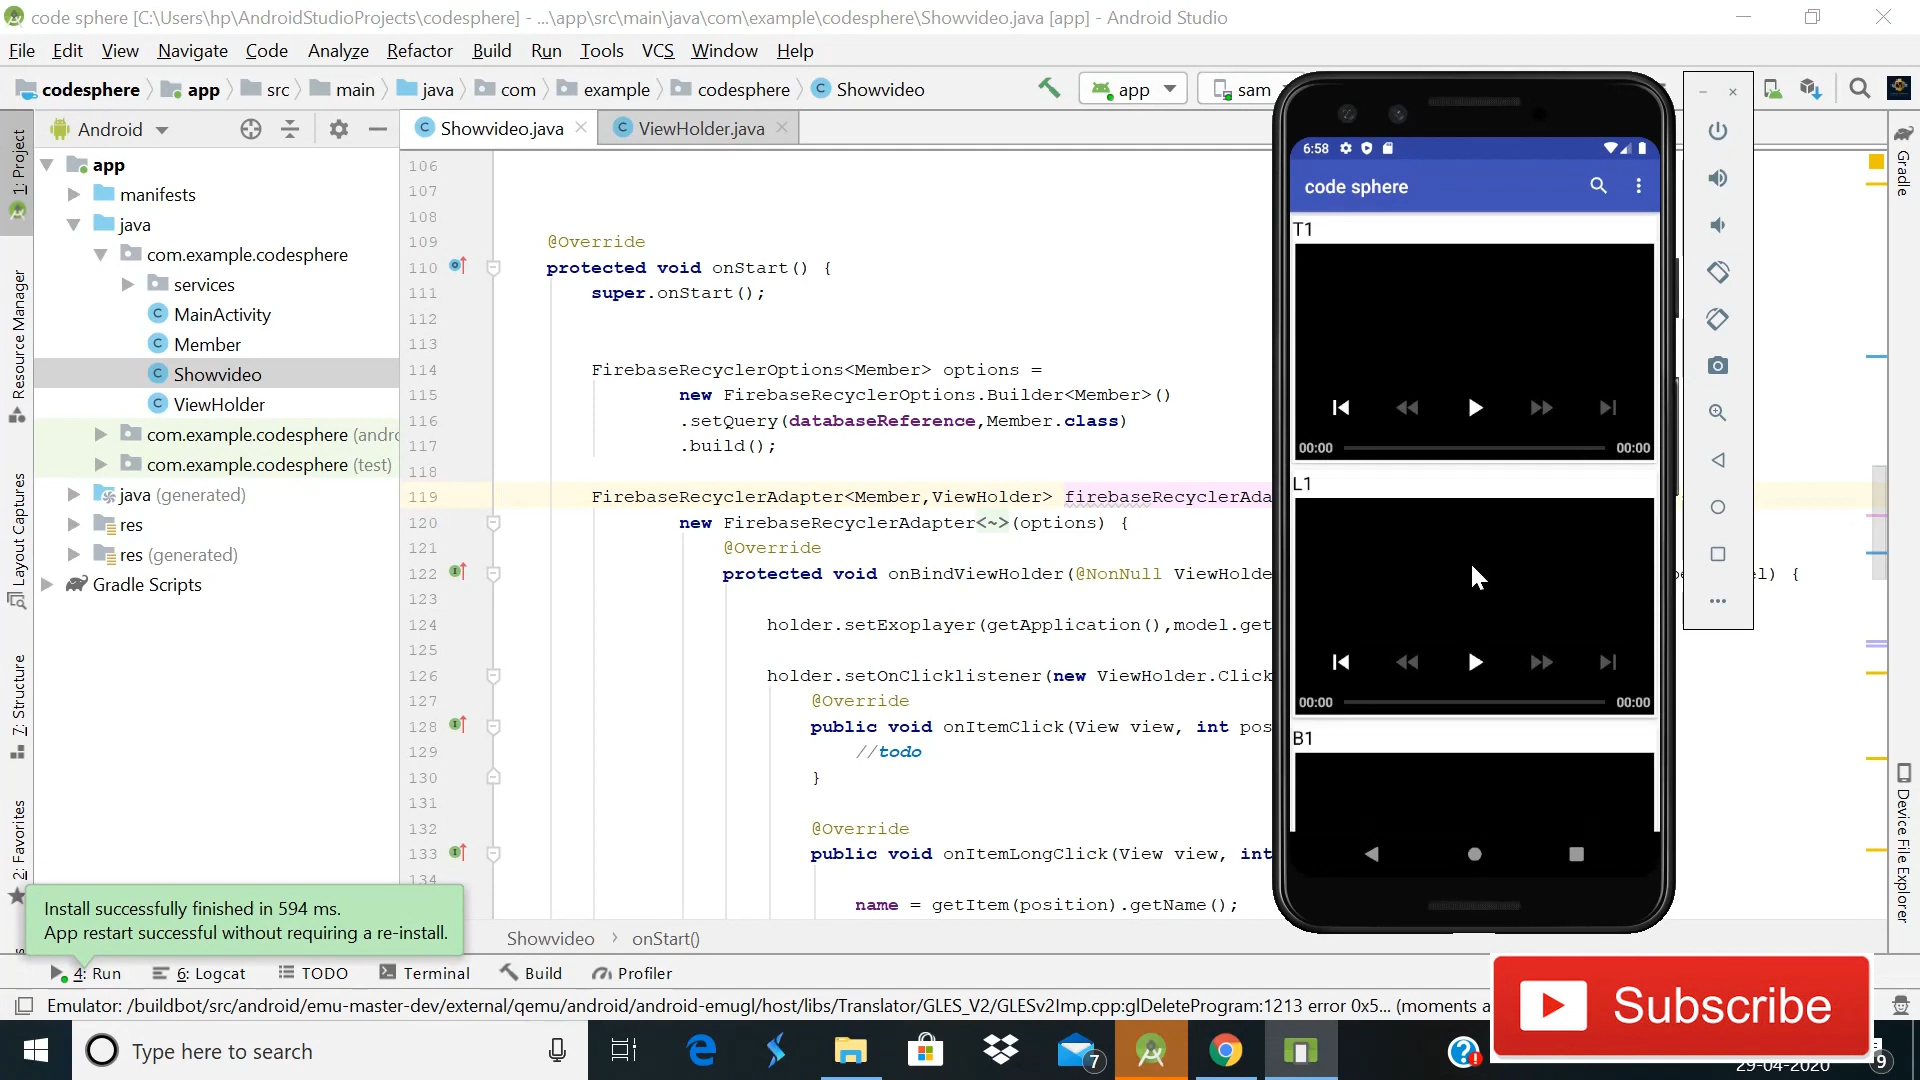 code sphere [C:\Users\hp\AndroidStudioProjects\codesphere] - ...\app\src\main\java\com\example\codesphere\Showvideo.java [app] - Android Studio
File Edit View Navigate Code Analyze Refactor Build Run Tools VCS Window Help
codesphere app src main java com example codesphere Showvideo app sam
Android Showvideo.java ViewHolder.java
1: Project
Resource Manager
Layout Captures
7: Structure
2: Favorites
app
manifests
java
com.example.codesphere
services
MainActivity
Member
Showvideo
ViewHolder
com.example.codesphere (andro
com.example.codesphere (test)
java (generated)
res
res (generated)
Gradle Scripts
106
107
108
109 @Override
110 protected void onStart() {
111 super.onStart();
112
113
114 FirebaseRecyclerOptions<Member> options =
115 new FirebaseRecyclerOptions.Builder<Member>()
116 .setQuery(databaseReference,Member.class)
117 .build();
118
119 FirebaseRecyclerAdapter<Member,ViewHolder> firebaseRecyclerAda
120 new FirebaseRecyclerAdapter<~>(options) {
121 @Override
122 protected void onBindViewHolder(@NonNull ViewHolde l) {
123
124 holder.setExoplayer(getApplication(),model.get
125
126 holder.setOnClicklistener(new ViewHolder.Click
127 @Override
128 public void onItemClick(View view, int pos
129 //todo
130 }
131
132 @Override
133 public void onItemLongClick(View view, int
134
name = getItem(position).getName();
Showvideo onStart()
6:58
code sphere
T1
00:00 00:00
L1
00:00 00:00
B1
Gradle
Device File Explorer
Install successfully finished in 594 ms.
App restart successful without requiring a re-install.
4: Run 6: Logcat TODO Terminal Build Profiler
Emulator: /buildbot/src/android/emu-master-dev/external/qemu/android/android-emugl/host/libs/Translator/GLES_V2/GLESv2Imp.cpp:glDeleteProgram:1213 error 0x5... (moments a
Subscribe
Type here to search
7
29-04-2020
9